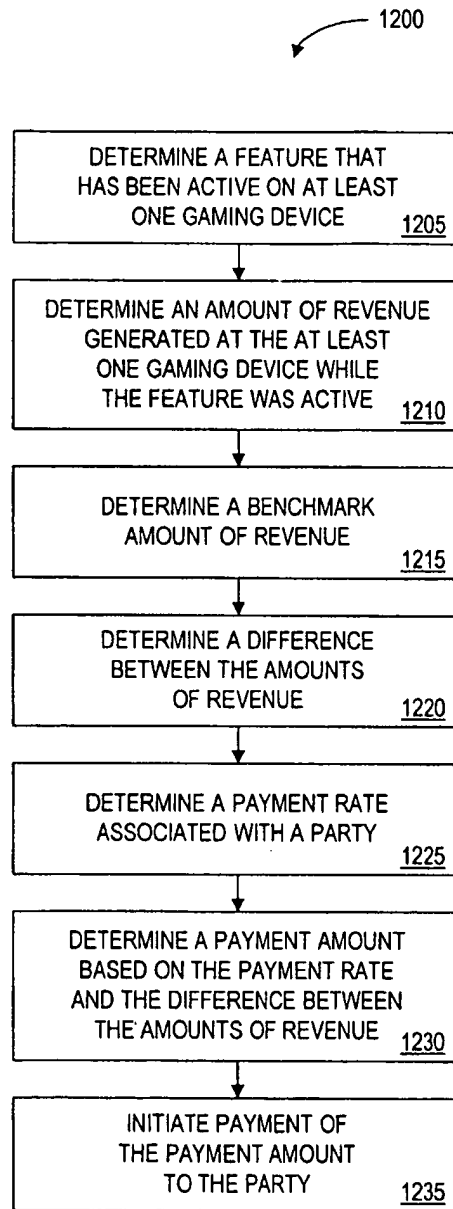 1200
DETERMINE A FEATURE THAT
HAS BEEN ACTIVE ON AT LEAST
ONE GAMING DEVICE
1205
DETERMINE AN AMOUNT OF REVENUE
GENERATED AT THE AT LEAST
ONE GAMING DEVICE WHILE
THE FEATURE WAS ACTIVE
1210
DETERMINE A BENCHMARK
AMOUNT OF REVENUE
1215
DETERMINE A DIFFERENCE
BETWEEN THE AMOUNTS
OF REVENUE
1220
DETERMINE A PAYMENT RATE
ASSOCIATED WITH A PARTY
1225
DETERMINE A PAYMENT AMOUNT
BASED ON THE PAYMENT RATE
AND THE DIFFERENCE BETWEEN
THE AMOUNTS OF REVENUE
1230
INITIATE PAYMENT OF
THE PAYMENT AMOUNT
TO THE PARTY
1235